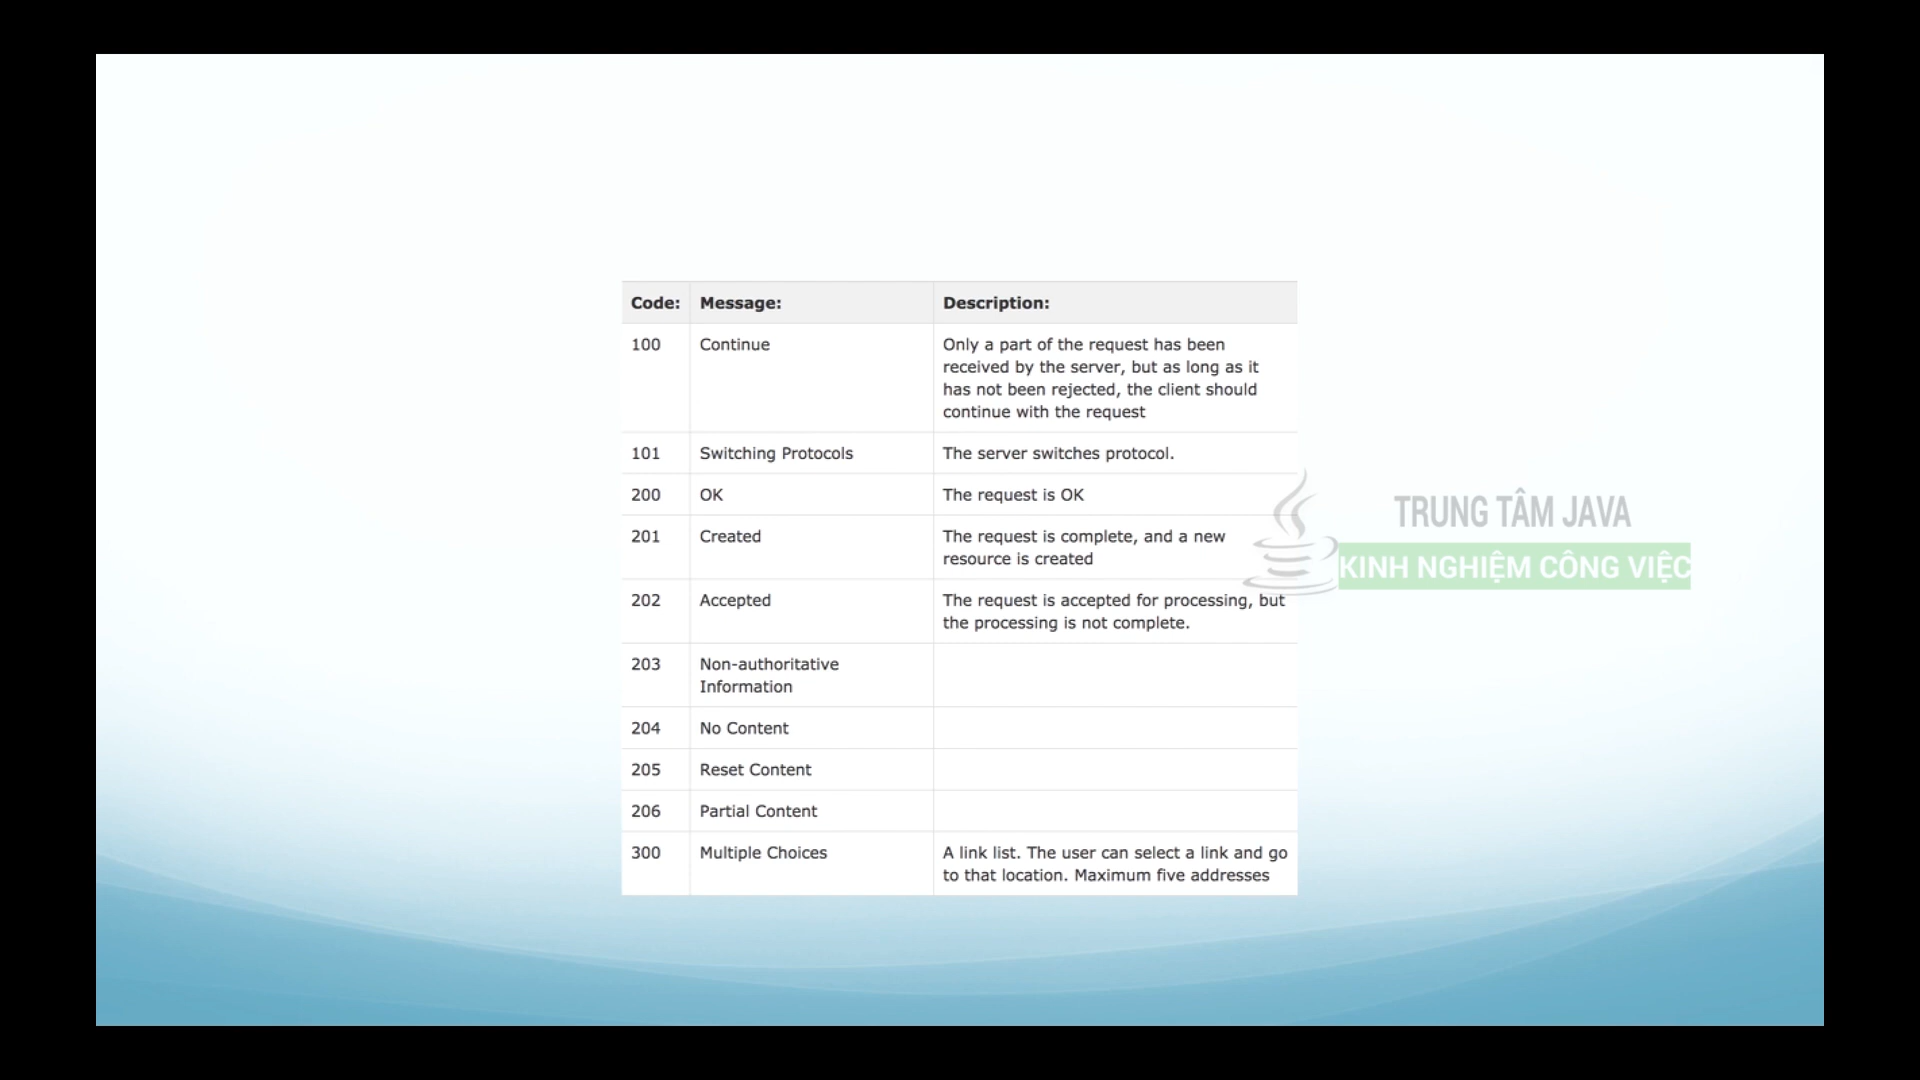 Code: Message: Description:
100 Continue Only a part of the request has been
received by the server, but as long as it
has not been rejected, the client should
continue with the request
101 Switching Protocols The server switches protocol.
200 OK The request is OK
201 Created The request is complete, and a new
resource is created
202 Accepted The request is accepted for processing, but
the processing is not complete.
203 Non-authoritative
Information
204 No Content
205 Reset Content
206 Partial Content
300 Multiple Choices A link list. The user can select a link and go
to that location. Maximum five addresses
TRUNG TÂM JAVA
KINH NGHIỆM CÔNG VIỆC